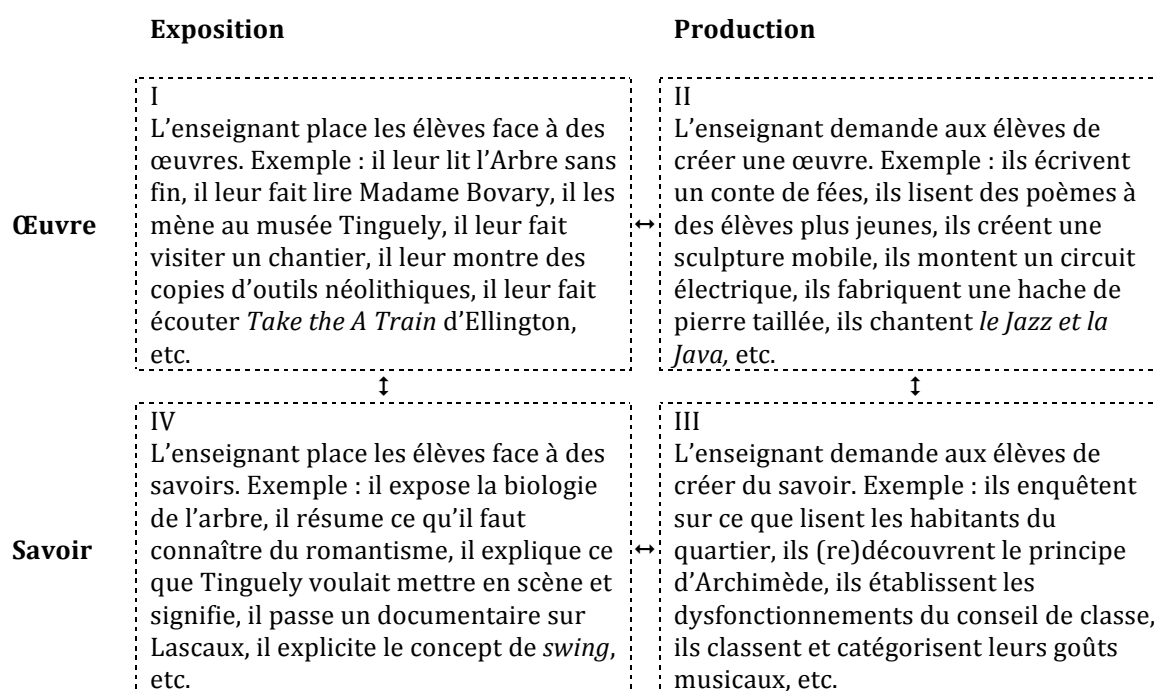 Exposition
Production
I
L’enseignant place les élèves face à des
œuvres. Exemple : il leur lit l’Arbre sans
fin, il leur fait lire Madame Bovary, il les
mène au musée Tinguely, il leur fait
visiter un chantier, il leur montre des
copies d’outils néolithiques, il leur fait
écouter Take the A Train d’Ellington,
etc.
II
L’enseignant demande aux élèves de
créer une œuvre. Exemple : ils écrivent
un conte de fées, ils lisent des poèmes à
des élèves plus jeunes, ils créent une
sculpture mobile, ils montent un circuit
électrique, ils fabriquent une hache de
pierre taillée, ils chantent le Jazz et la
Java, etc.
Œuvre
IV
L’enseignant place les élèves face à des
savoirs. Exemple : il expose la biologie
de l’arbre, il résume ce qu’il faut
connaître du romantisme, il explique ce
que Tinguely voulait mettre en scène et
signifie, il passe un documentaire sur
Lascaux, il explicite le concept de swing,
etc.
III
L’enseignant demande aux élèves de
créer du savoir. Exemple : ils enquêtent
sur ce que lisent les habitants du
quartier, ils (re)découvrent le principe
d’Archimède, ils établissent les
dysfonctionnements du conseil de classe,
ils classent et catégorisent leurs goûts
musicaux, etc.
Savoir